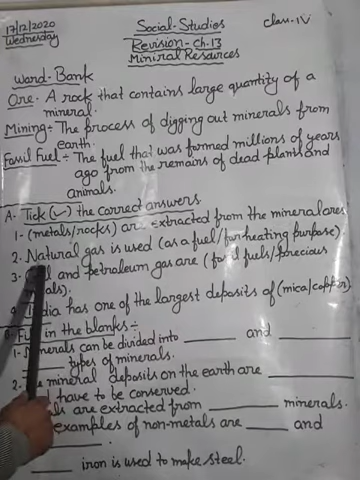 17/12/2020 Social-Studies Class-IV
Wednesday Revision-Ch.13
Miniral Resources
Word-Bank
Ore- A rock that contains large quantity of a
mineral.
Mining÷ The process of digging out minerals from
earth.
Fossil Fuel÷ The fuel that was formed millions of years
ago from the remains of dead plants and
animals.
A. Tick (✓) the correct answers
1- (metals/rocks) are extracted from the mineral ores
2. Natural gas is used (as a fuel/for heating purpose)
3- and petraleum gas are ( fuels/precious
).
4. India has one of the largest deposits of (mica/copper)
in the blanks÷
1- Minerals can be divided into ______ and ______
______ types of minerals.
2. mineral deposits on the earth are ______
have to be conserved.
are extracted from ______ minerals.
examples of non-metals are ______ and
______ .
______ iron is used to make steel.